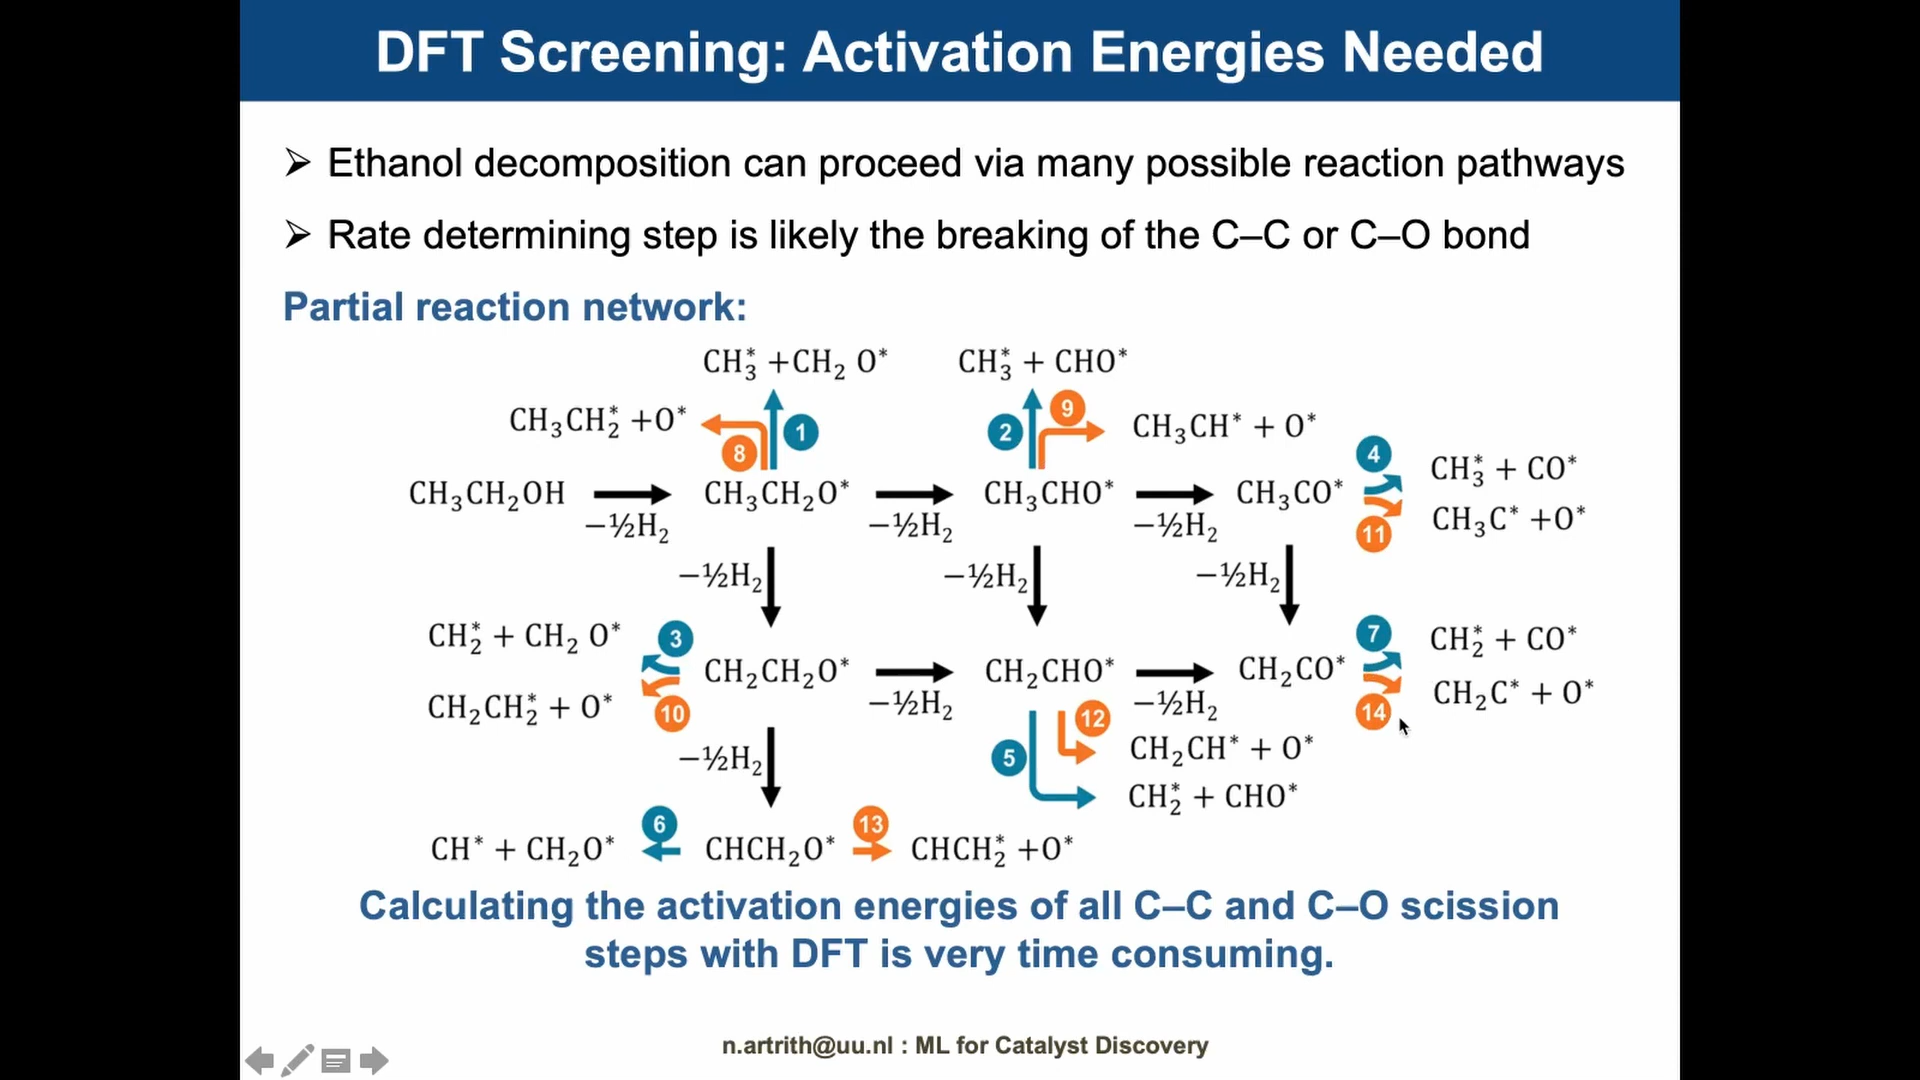 DFT Screening: Activation Energies Needed
➢ Ethanol decomposition can proceed via many possible reaction pathways
➢ Rate determining step is likely the breaking of the C–C or C–O bond
Partial reaction network:
CH₃* +CH₂ O*
CH₃* + CHO*
CH₃CH₂* +O*
8
1
2
9
CH₃CH* + O*
4
CH₃* + CO*
CH₃CH₂OH
−½H₂
CH₃CH₂O*
−½H₂
CH₃CHO*
−½H₂
CH₃CO*
11
CH₃C* +O*
−½H₂
−½H₂
−½H₂
CH₂* + CH₂ O*
3
7
CH₂* + CO*
CH₂CH₂O*
−½H₂
CH₂CHO*
−½H₂
CH₂CO*
CH₂CH₂* + O*
10
14
CH₂C* + O*
12
CH₂CH* + O*
−½H₂
5
CH₂* + CHO*
CH* + CH₂O*
6
CHCH₂O*
13
CHCH₂* +O*
Calculating the activation energies of all C–C and C–O scission
steps with DFT is very time consuming.
n.artrith@uu.nl : ML for Catalyst Discovery